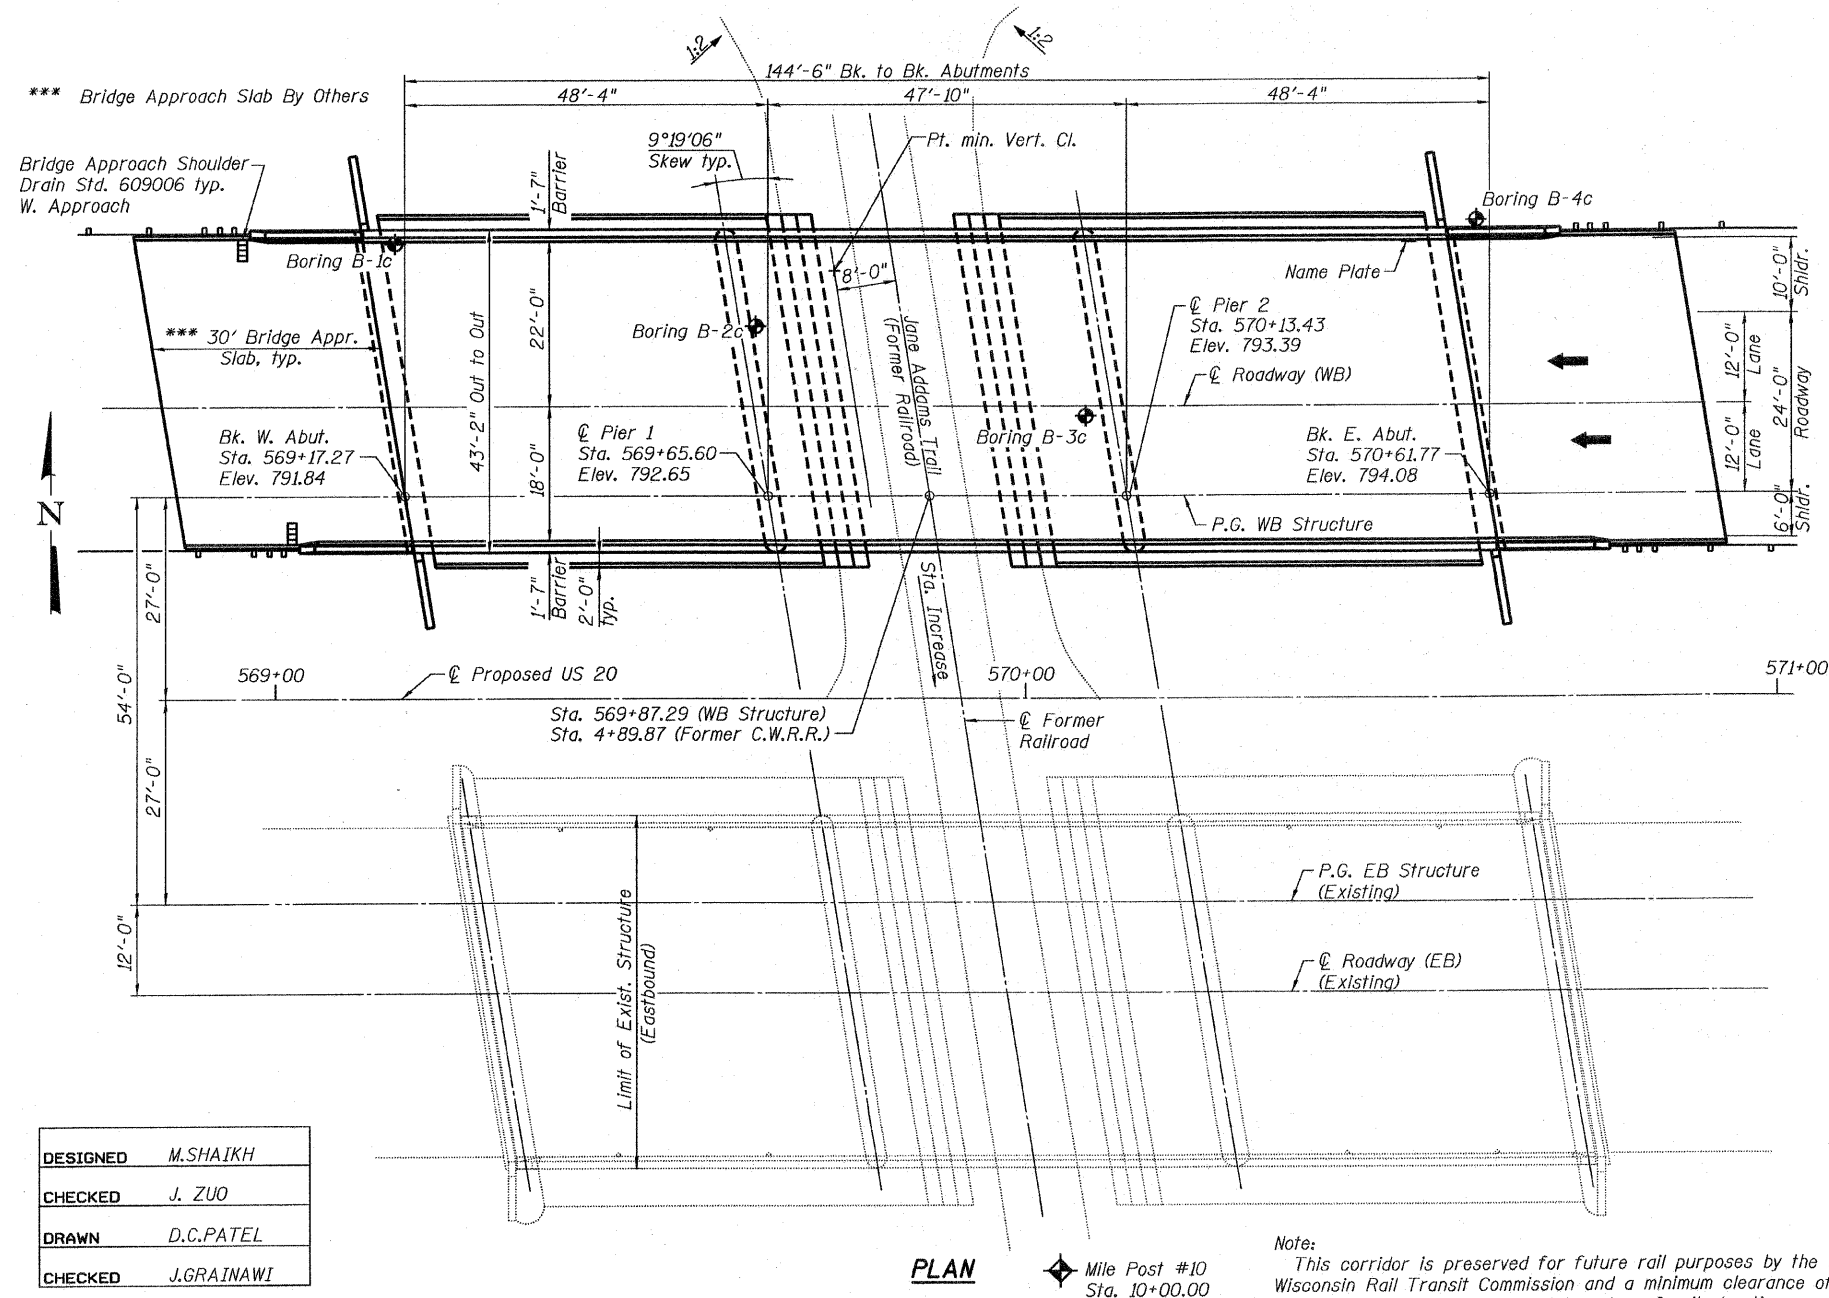 1:2
1:2
144'-6" Bk. to Bk. Abutments
*** Bridge Approach Slab By Others
48'-4"
47'-10"
48'-4"
9°19'06"
Skew typ.
Pt. min. Vert. Cl.
Bridge Approach Shoulder
Drain Std. 609006 typ.
W. Approach
1'-7"
Barrier
Boring B-4c
Boring B-1c
8'-0"
Name Plate
10'-0"
Shldr.
*** 30' Bridge Appr.
Slab, typ.
43'-2" Out to Out
22'-0"
Boring B-2c
Jane Addams Trail
(Former Railroad)
℄ Pier 2
Sta. 570+13.43
Elev. 793.39
℄ Roadway (WB)
12'-0"
Lane
24'-0"
Roadway
12'-0"
Lane
Bk. W. Abut.
Sta. 569+17.27
Elev. 791.84
18'-0"
℄ Pier 1
Sta. 569+65.60
Elev. 792.65
Boring B-3c
Bk. E. Abut.
Sta. 570+61.77
Elev. 794.08
N
P.G. WB Structure
6'-0"
Shldr.
1'-7"
Barrier
2'-0"
typ.
Sta. Increase
27'-0"
54'-0"
569+00
℄ Proposed US 20
570+00
571+00
Sta. 569+87.29 (WB Structure)
Sta. 4+89.87 (Former C.W.R.R.)
℄ Former
Railroad
27'-0"
12'-0"
Limit of Exist. Structure
(Eastbound)
P.G. EB Structure
(Existing)
℄ Roadway (EB)
(Existing)
DESIGNED M.SHAIKH
CHECKED J. ZUO
DRAWN D.C.PATEL
CHECKED J.GRAINAWI
PLAN
Mile Post #10
Sta. 10+00.00
Note:
This corridor is preserved for future rail purposes by the
Wisconsin Rail Transit Commission and a minimum clearance of